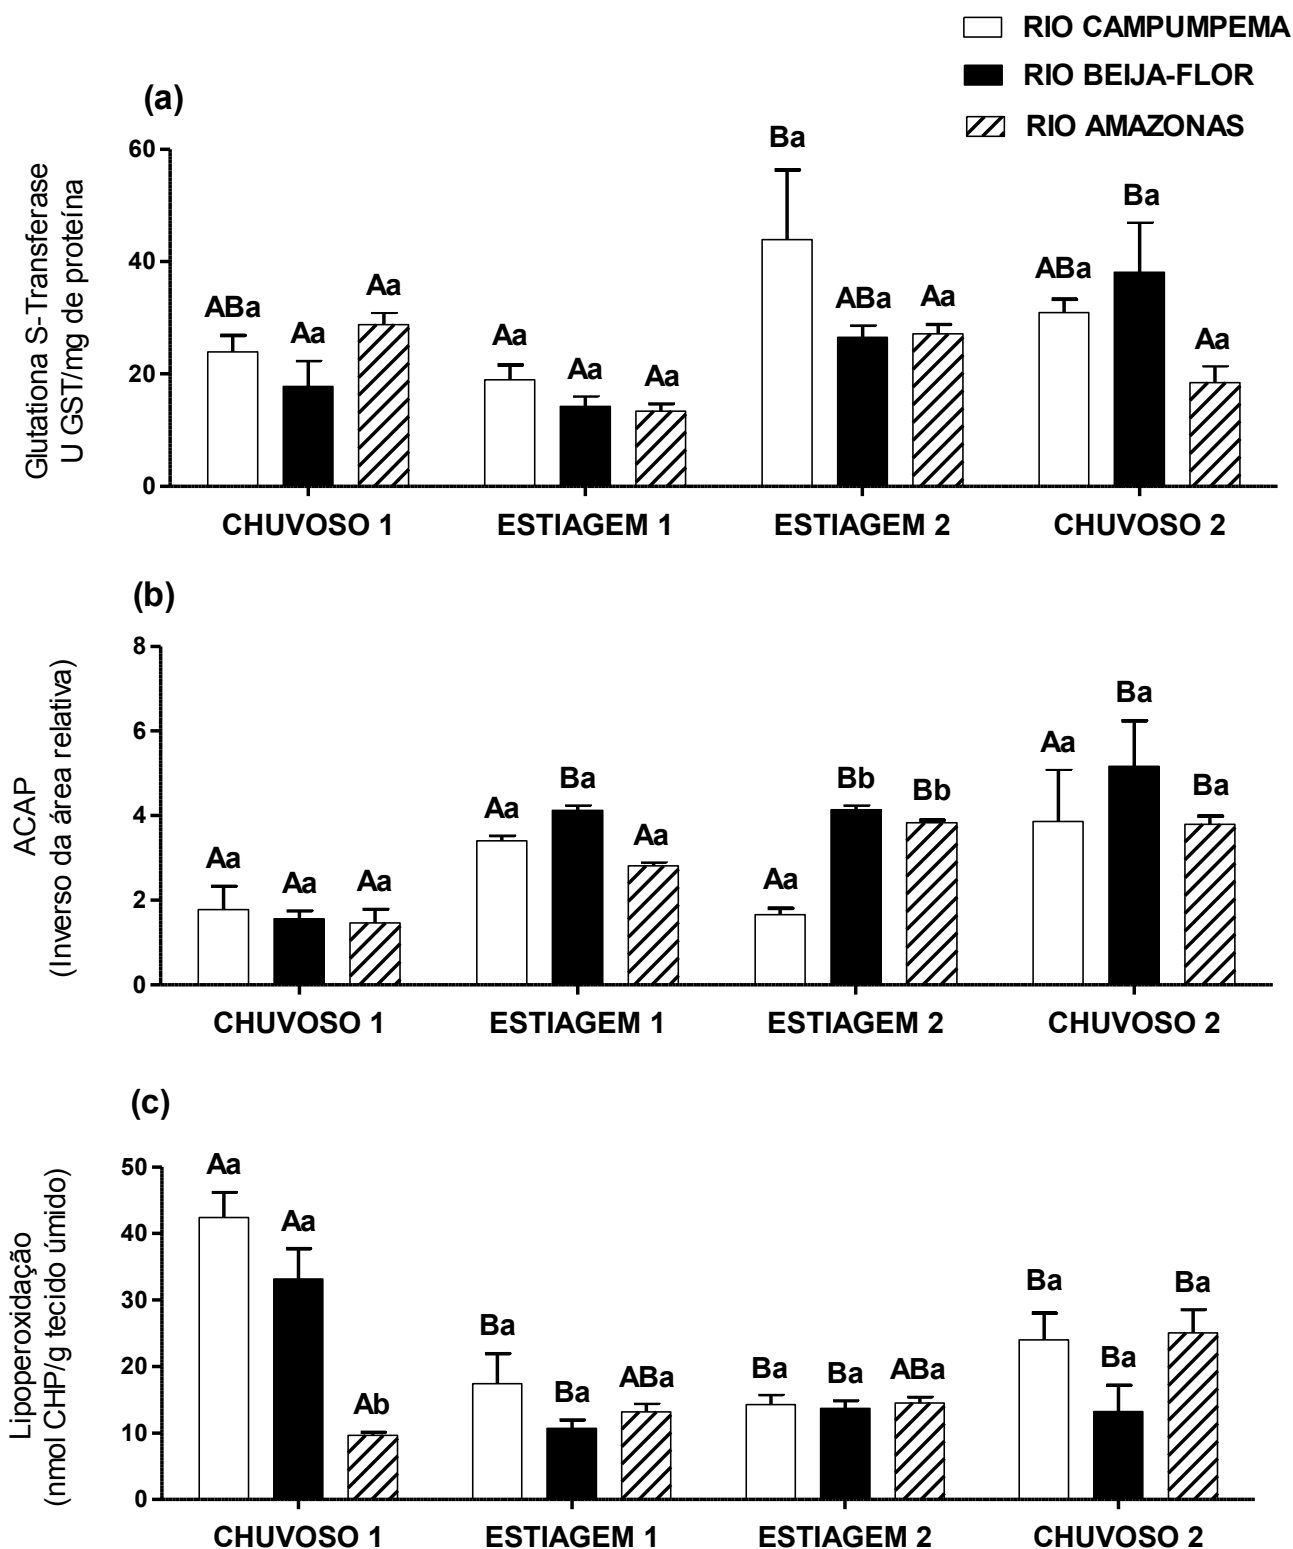 RIO CAMPUMPEMA
RIO BEIJA-FLOR
RIO AMAZONAS
(a)
Glutationa S-Transferase
U GST/mg de proteína
60
40
20
0
ABa Aa Aa
Aa Aa Aa
Ba ABa Aa
ABa Ba Aa
CHUVOSO 1 ESTIAGEM 1 ESTIAGEM 2 CHUVOSO 2
(b)
ACAP
(Inverso da área relativa)
8
6
4
2
0
Aa Aa Aa
Aa Ba Aa
Aa Bb Bb
Aa Ba Ba
CHUVOSO 1 ESTIAGEM 1 ESTIAGEM 2 CHUVOSO 2
(c)
Lipoperoxidação
(nmol CHP/g tecido úmido)
50
40
30
20
10
0
Aa Aa Ab
Ba Ba ABa
Ba Ba ABa
Ba Ba Ba
CHUVOSO 1 ESTIAGEM 1 ESTIAGEM 2 CHUVOSO 2